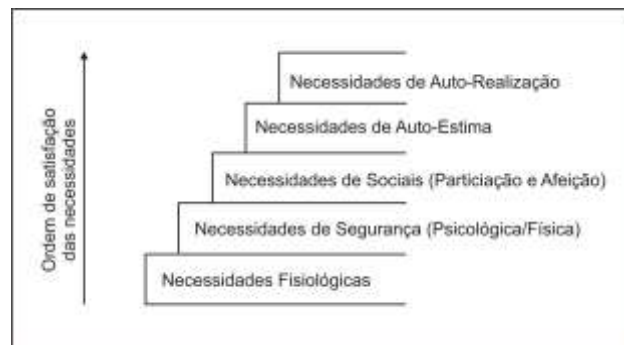 Ordem de satisfação
das necessidades
Necessidades de Auto-Realização
Necessidades de Auto-Estima
Necessidades de Sociais (Particiação e Afeição)
Necessidades de Segurança (Psicológica/Física)
Necessidades Fisiológicas